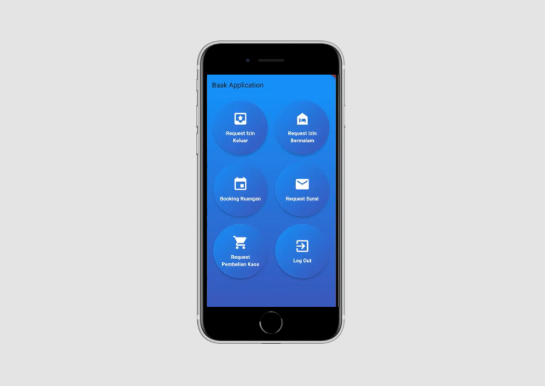 Baak Application
Request Izin
Keluar
Request Izin
Bermalam
Booking Ruangan
Request Surat
Request
Pembelian Kaos
Log Out